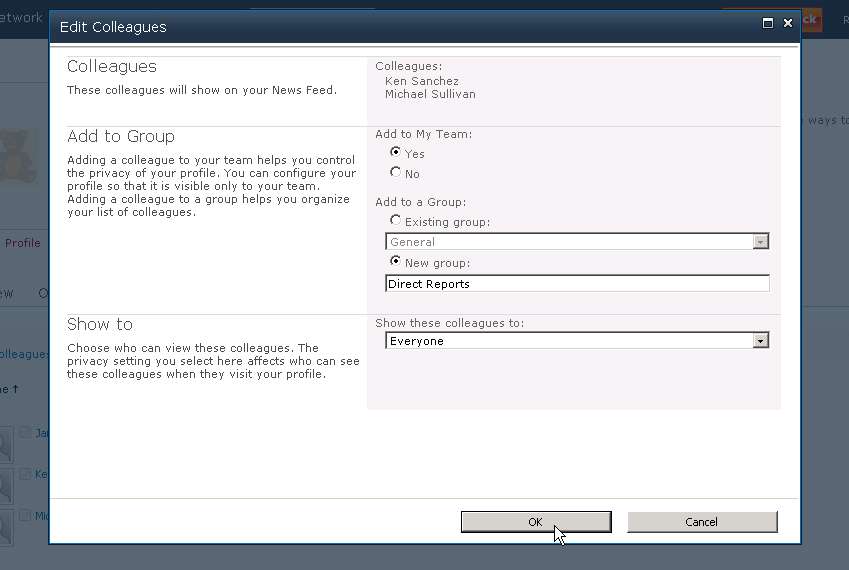 etwork
Edit Colleagues
ck
R
Colleagues
These colleagues will show on your News Feed.
Colleagues:
Ken Sanchez
Michael Sullivan
ways to
Add to Group
Adding a colleague to your team helps you control
the privacy of your profile. You can configure your
profile so that it is visible only to your team.
Adding a colleague to a group helps you organize
your list of colleagues.
Add to My Team:
Yes
No
Add to a Group:
Existing group:
General
New group:
Direct Reports
Profile
ew O
Show to
Choose who can view these colleagues. The
privacy setting you select here affects who can see
these colleagues when they visit your profile.
Show these colleagues to:
Everyone
olleagues
me ↑
Jan
Ke
Mic
OK
Cancel